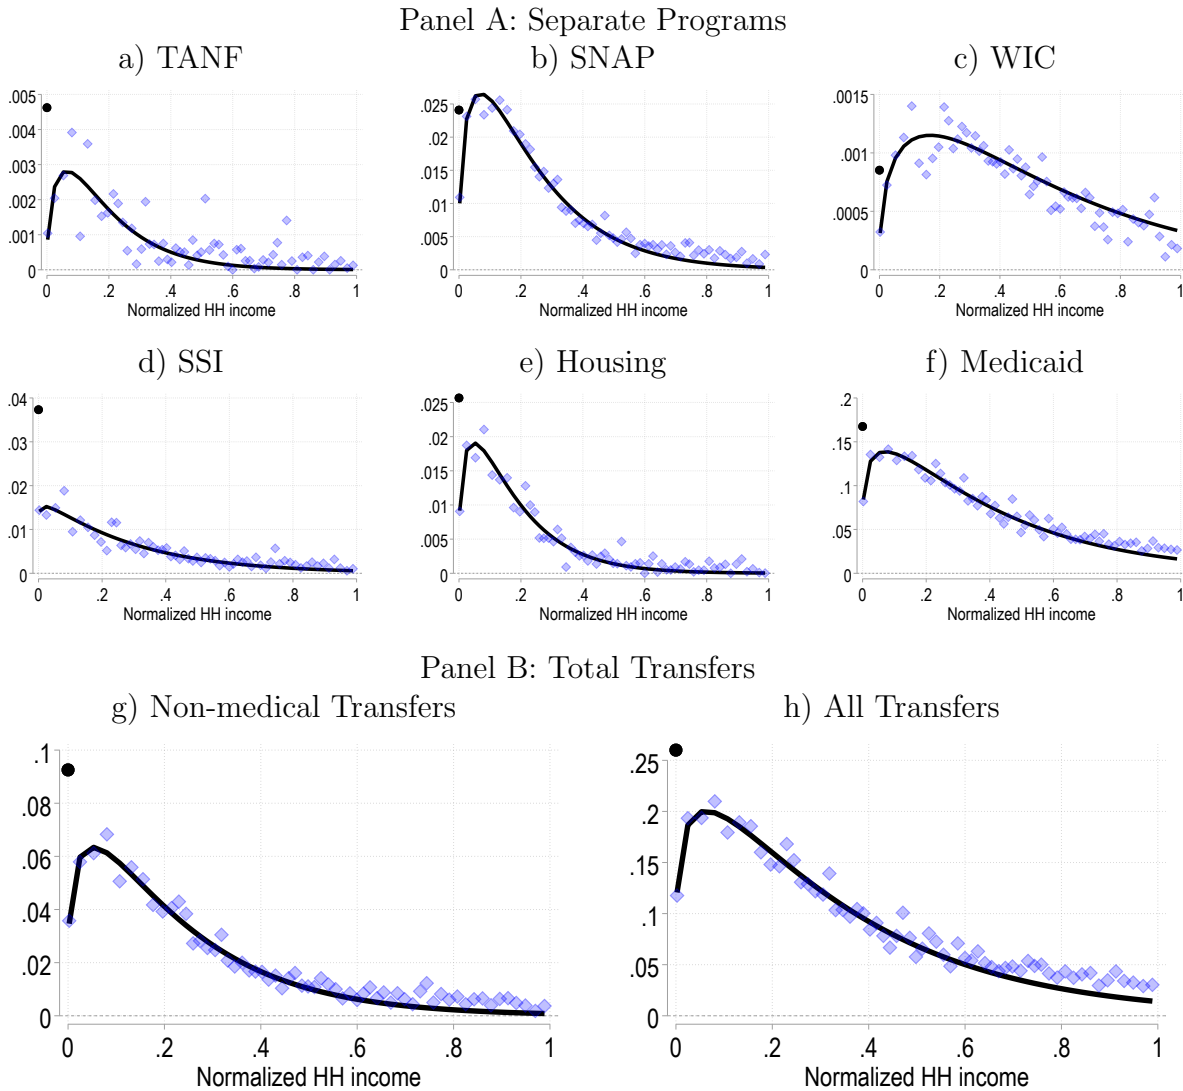 Panel A: Separate Programs
a) TANF
b) SNAP
c) WIC
.005
.004
.003
.002
.001
0
0 .2 .4 .6 .8 1
Normalized HH income
.025
.02
.015
.01
.005
0
0 .2 .4 .6 .8 1
Normalized HH income
.0015
.001
.0005
0
0 .2 .4 .6 .8 1
Normalized HH income
d) SSI
e) Housing
f) Medicaid
.04
.03
.02
.01
0
0 .2 .4 .6 .8 1
Normalized HH income
.025
.02
.015
.01
.005
0
0 .2 .4 .6 .8 1
Normalized HH income
.2
.15
.1
.05
0
0 .2 .4 .6 .8 1
Normalized HH income
Panel B: Total Transfers
g) Non-medical Transfers
h) All Transfers
.1
.08
.06
.04
.02
0
0 .2 .4 .6 .8 1
Normalized HH income
.25
.2
.15
.1
.05
0
0 .2 .4 .6 .8 1
Normalized HH income